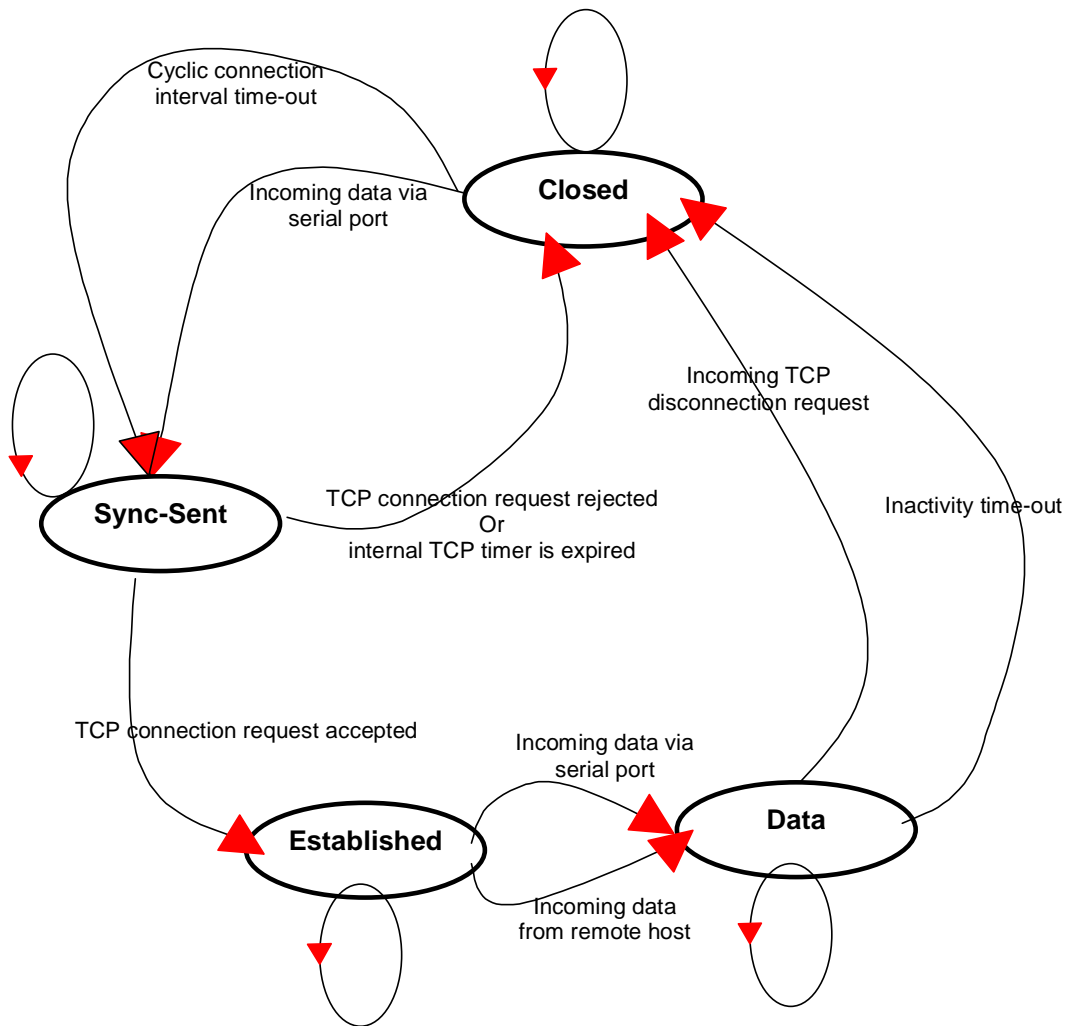 Cyclic connection
interval time-out
Closed
Incoming data via
serial port
Incoming TCP
disconnection request
Sync-Sent
TCP connection request rejected
Or
internal TCP timer is expired
Inactivity time-out
TCP connection request accepted
Incoming data via
serial port
Established
Data
Incoming data
from remote host